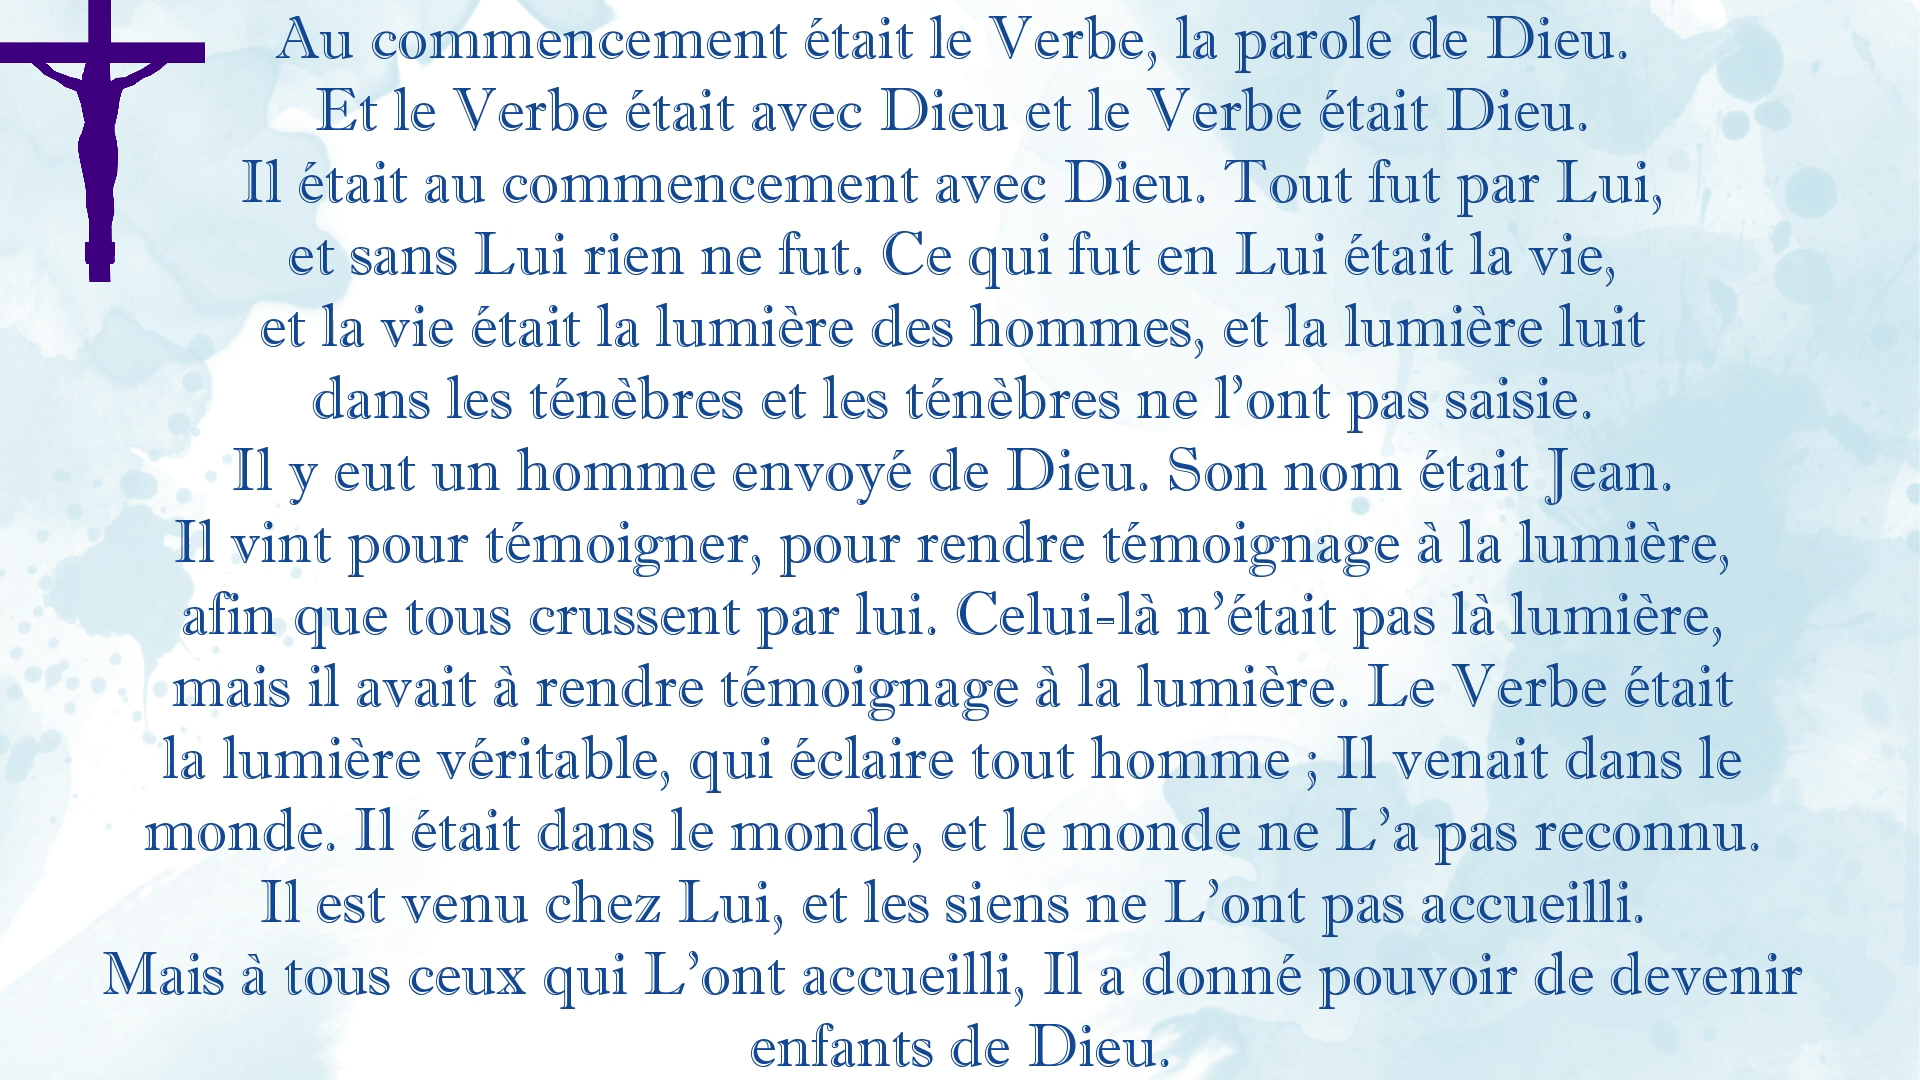 Au commencement était le Verbe, la parole de Dieu.
Et le Verbe était avec Dieu et le Verbe était Dieu.
Il était au commencement avec Dieu. Tout fut par Lui,
et sans Lui rien ne fut. Ce qui fut en Lui était la vie,
et la vie était la lumière des hommes, et la lumière luit
dans les ténèbres et les ténèbres ne l’ont pas saisie.
Il y eut un homme envoyé de Dieu. Son nom était Jean.
Il vint pour témoigner, pour rendre témoignage à la lumière,
afin que tous crussent par lui. Celui-là n’était pas là lumière,
mais il avait à rendre témoignage à la lumière. Le Verbe était
la lumière véritable, qui éclaire tout homme ; Il venait dans le
monde. Il était dans le monde, et le monde ne L’a pas reconnu.
Il est venu chez Lui, et les siens ne L’ont pas accueilli.
Mais à tous ceux qui L’ont accueilli, Il a donné pouvoir de devenir
enfants de Dieu.